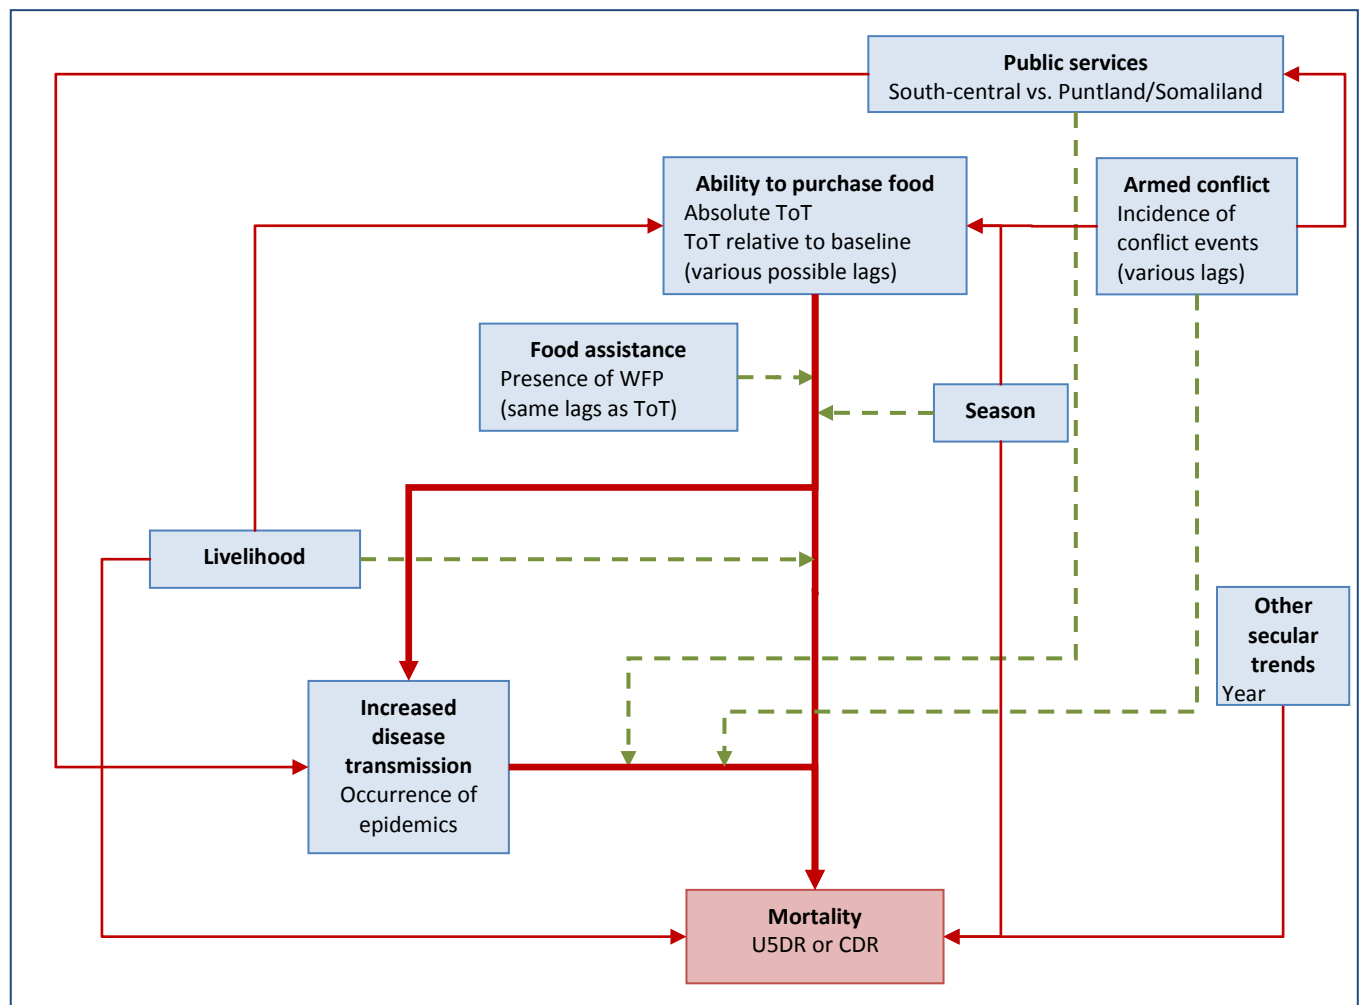 Public services
South-central vs. Puntland/Somaliland
Ability to purchase food
Absolute ToT
ToT relative to baseline
(various possible lags)
Armed conflict
Incidence of
conflict events
(various lags)
Food assistance
Presence of WFP
(same lags as ToT)
Season
Livelihood
Other
secular
trends
Year
Increased
disease
transmission
Occurrence of
epidemics
Mortality
U5DR or CDR